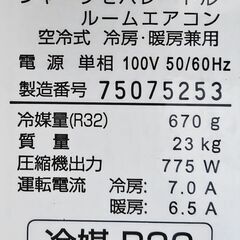 ルームエアコン
空冷式 冷房・暖房兼用
電源 単相 100V 50/60Hz
製造番号 75075253
冷媒量(R32) 670 g
質量 23 kg
圧縮機出力 775 W
運転電流 冷房: 7.0 A
暖房: 6.5 A
冷媒